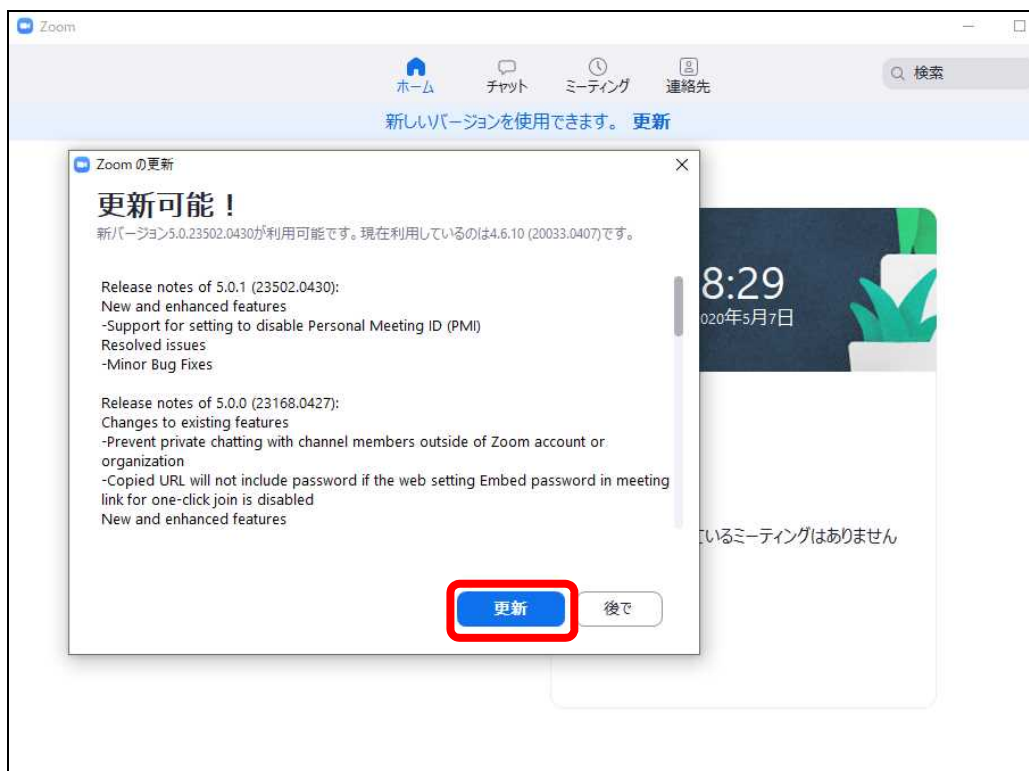 Zoom
ホーム
チャット
ミーティング
連絡先
検索
新しいバージョンを使用できます。 更新
Zoom の更新
更新可能！
新バージョン5.0.23502.0430が利用可能です。現在利用しているのは4.6.10 (20033.0407)です。
Release notes of 5.0.1 (23502.0430):
New and enhanced features
-Support for setting to disable Personal Meeting ID (PMI)
Resolved issues
-Minor Bug Fixes
Release notes of 5.0.0 (23168.0427):
Changes to existing features
-Prevent private chatting with channel members outside of Zoom account or
organization
-Copied URL will not include password if the web setting Embed password in meeting
link for one-click join is disabled
New and enhanced features
更新
後で
8:29
020年5月7日
ているミーティングはありません